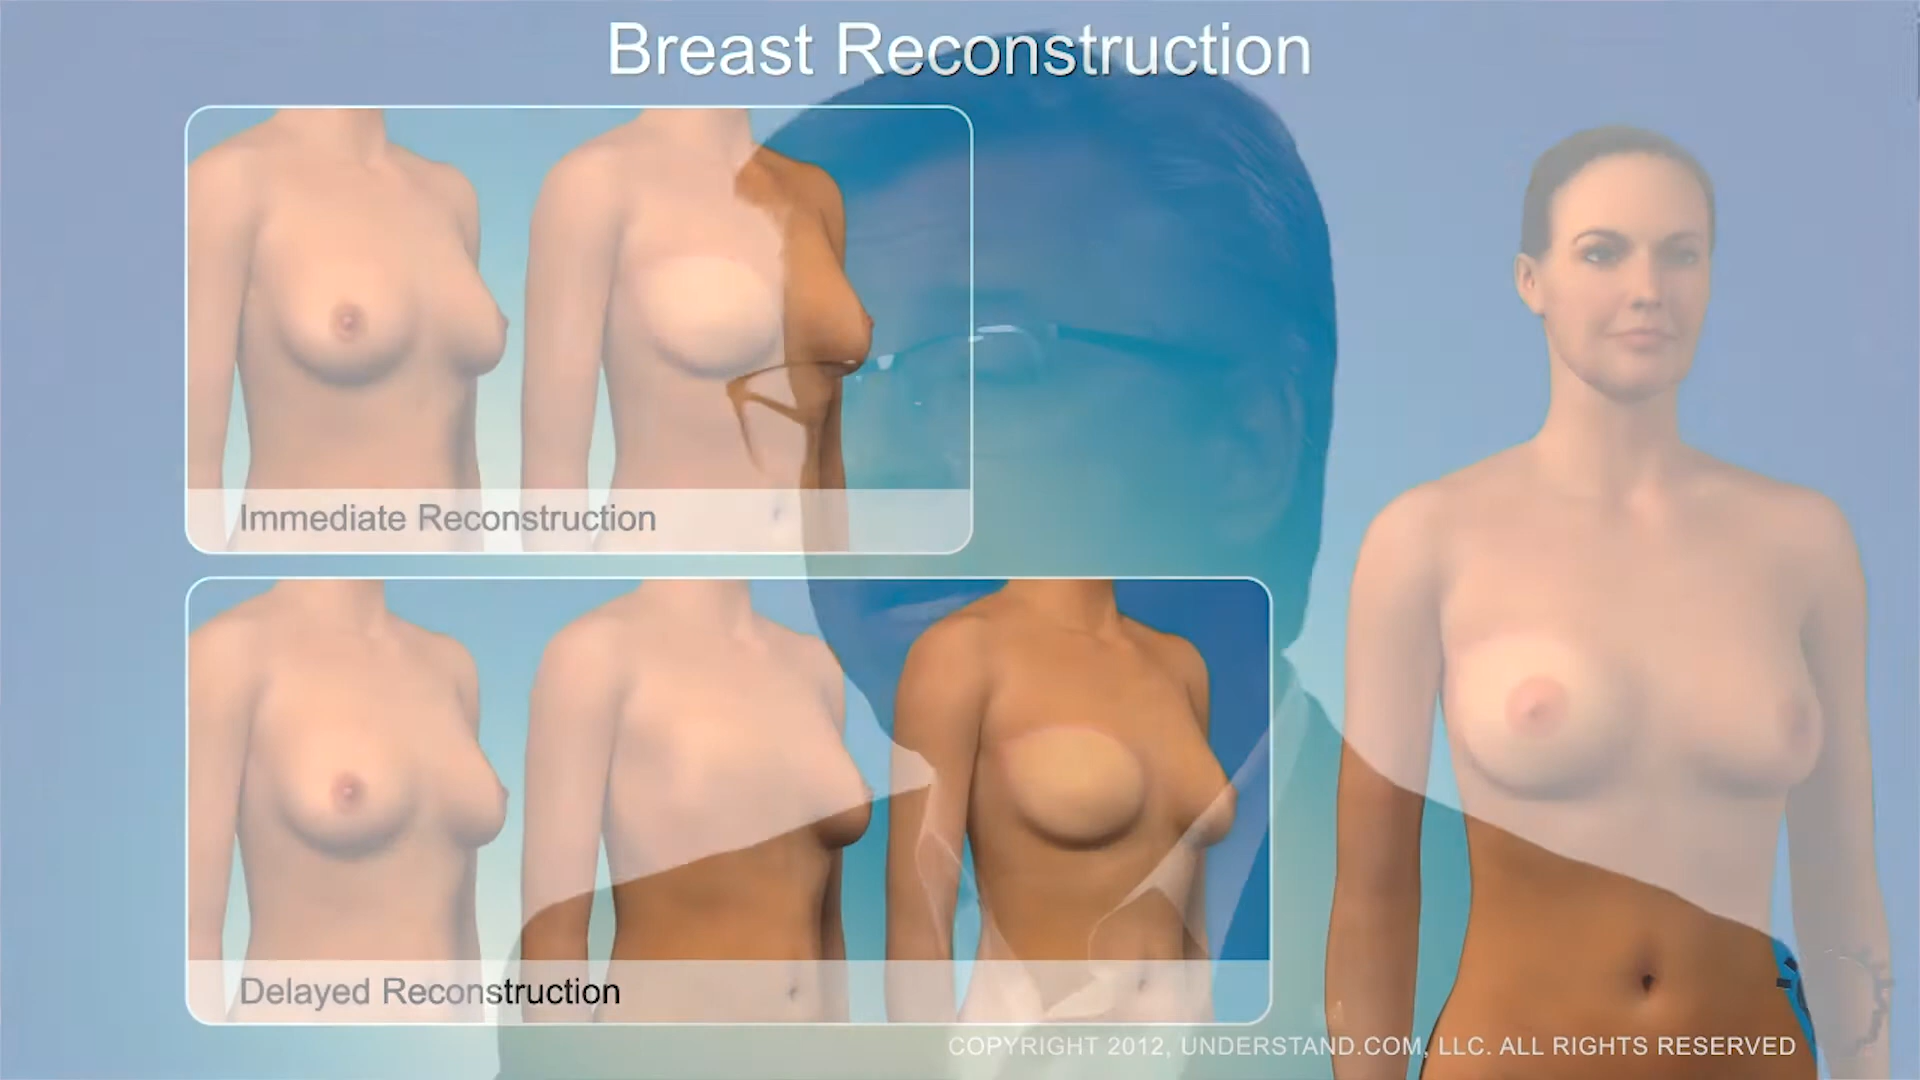 Breast Reconstruction
Immediate Reconstruction
Delayed Reconstruction
COPYRIGHT 2012, UNDERSTAND.COM, LLC. ALL RIGHTS RESERVED